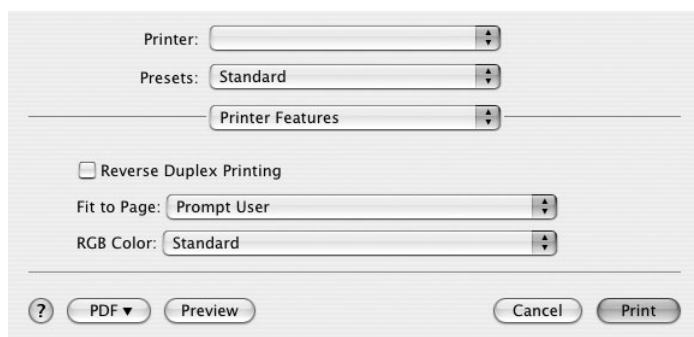 Printer:
Presets: Standard
Printer Features
Reverse Duplex Printing
Fit to Page: Prompt User
RGB Color: Standard
? PDF ▼ Preview Cancel Print